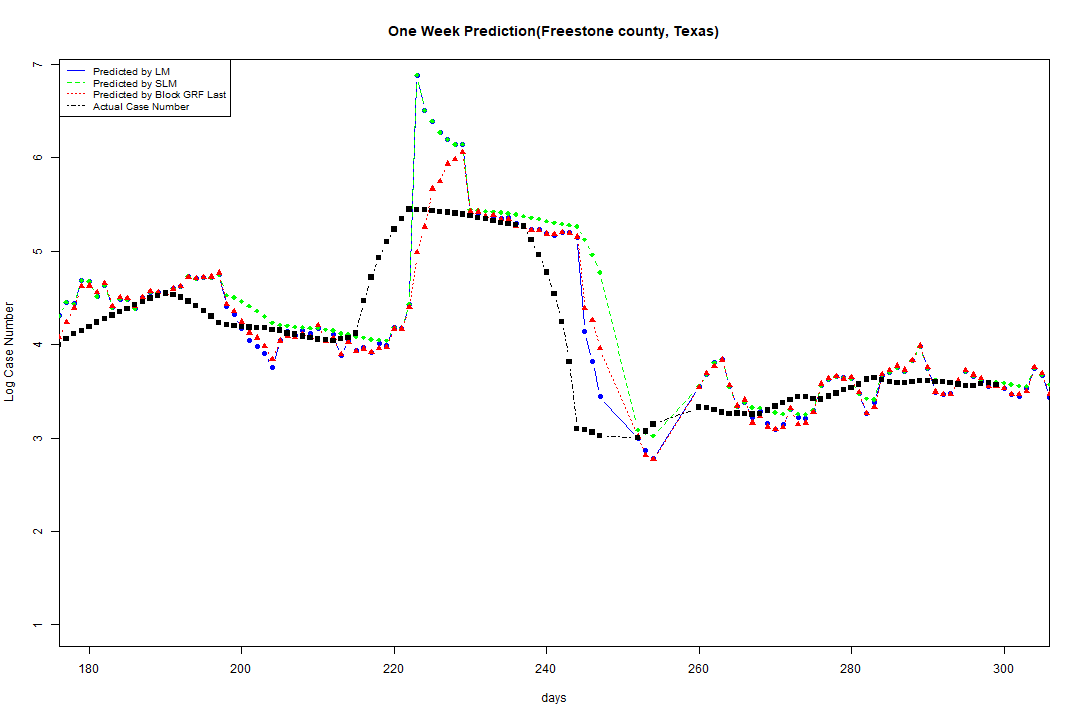 One Week Prediction(Freestone county, Texas)
Predicted by LM
Predicted by SLM
Predicted by Block GRF Last
Actual Case Number
7
6
5
4
3
2
1
Log Case Number
180 200 220 240 260 280 300
days